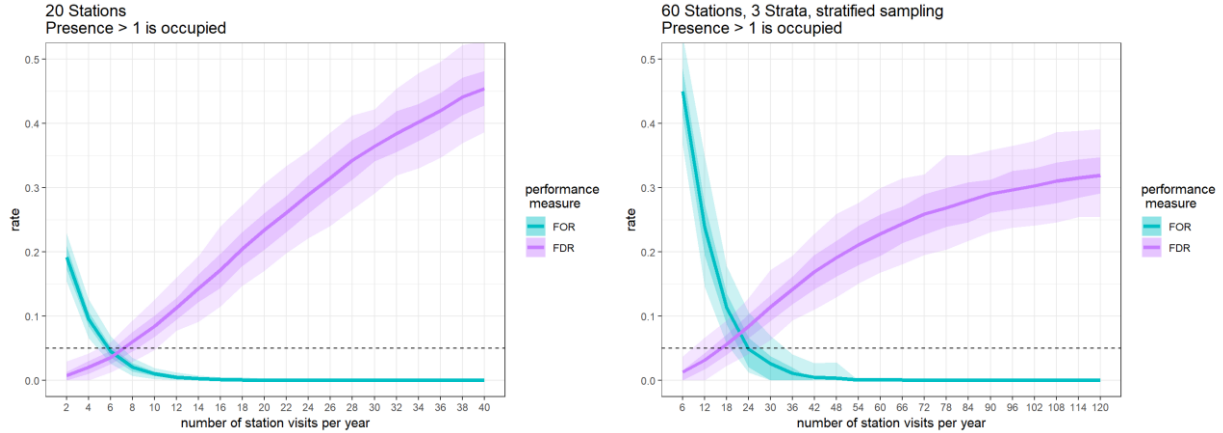 20 Stations
Presence > 1 is occupied
0.5
0.4
0.3
0.2
0.1
0.0
rate
2 4 6 8 10 12 14 16 18 20 22 24 26 28 30 32 34 36 38 40
number of station visits per year
performance
measure
FOR
FDR
60 Stations, 3 Strata, stratified sampling
Presence > 1 is occupied
0.5
0.4
0.3
0.2
0.1
0.0
rate
6 12 18 24 30 36 42 48 54 60 66 72 78 84 90 96 102 108 114 120
number of station visits per year
performance
measure
FOR
FDR